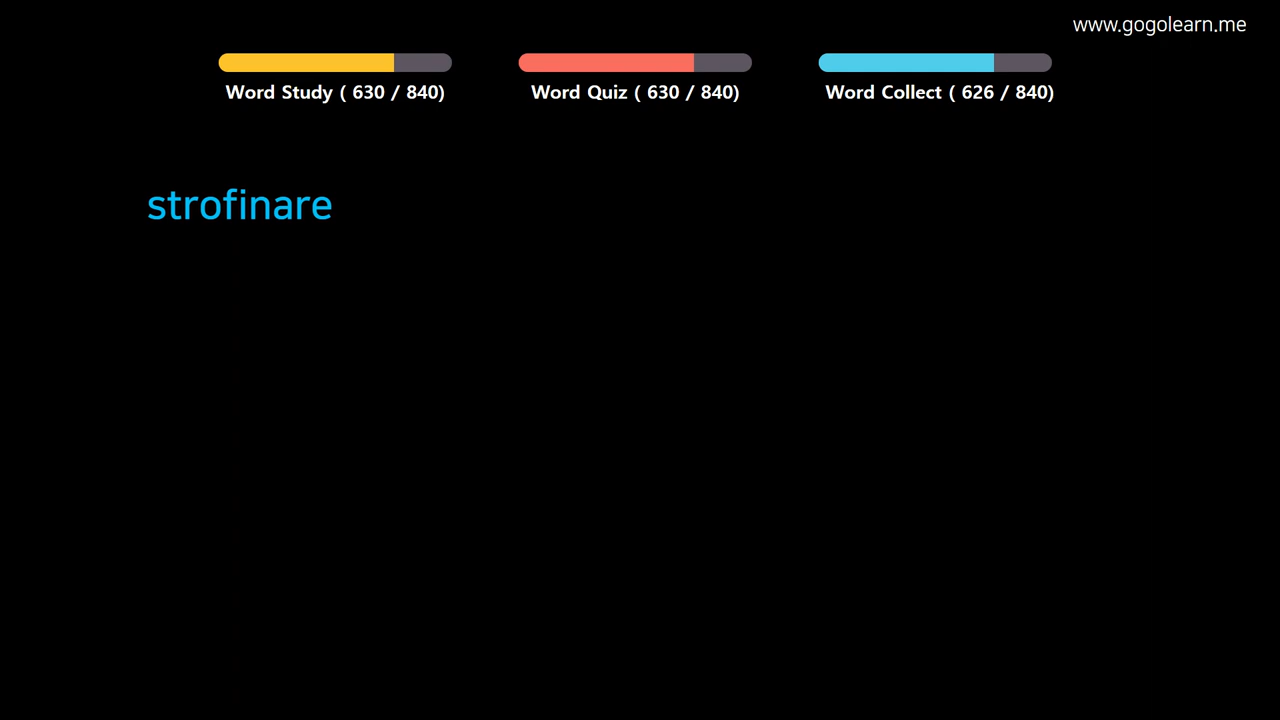 www.gogolearn.me
Word Study ( 630 / 840)
Word Quiz ( 630 / 840)
Word Collect ( 626 / 840)
strofinare